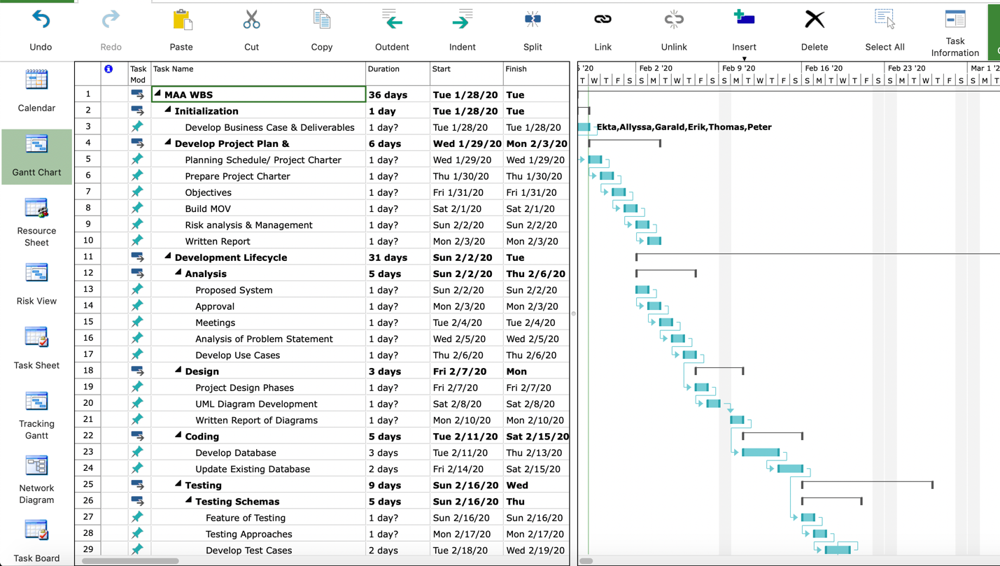 Undo Redo Paste Cut Copy Outdent Indent Split Link Unlink Insert Delete Select All Task Information
Calendar
Gantt Chart
Resource Sheet
Risk View
Task Sheet
Tracking Gantt
Network Diagram
Task Board
Task Mod Task Name Duration Start Finish
1 MAA WBS 36 days Tue 1/28/20 Tue
2 Initialization 1 day Tue 1/28/20 Tue
3 Develop Business Case & Deliverables 1 day? Tue 1/28/20 Tue 1/28/20
4 Develop Project Plan & 6 days Wed 1/29/20 Mon 2/3/20
5 Planning Schedule/ Project Charter 1 day? Wed 1/29/20 Wed 1/29/20
6 Prepare Project Charter 1 day? Thu 1/30/20 Thu 1/30/20
7 Objectives 1 day? Fri 1/31/20 Fri 1/31/20
8 Build MOV 1 day? Sat 2/1/20 Sat 2/1/20
9 Risk analysis & Management 1 day? Sun 2/2/20 Sun 2/2/20
10 Written Report 1 day? Mon 2/3/20 Mon 2/3/20
11 Development Lifecycle 31 days Sun 2/2/20 Tue
12 Analysis 5 days Sun 2/2/20 Thu 2/6/20
13 Proposed System 1 day? Sun 2/2/20 Sun 2/2/20
14 Approval 1 day? Mon 2/3/20 Mon 2/3/20
15 Meetings 1 day? Tue 2/4/20 Tue 2/4/20
16 Analysis of Problem Statement 1 day? Wed 2/5/20 Wed 2/5/20
17 Develop Use Cases 1 day? Thu 2/6/20 Thu 2/6/20
18 Design 3 days Fri 2/7/20 Mon
19 Project Design Phases 1 day? Fri 2/7/20 Fri 2/7/20
20 UML Diagram Development 1 day? Sat 2/8/20 Sat 2/8/20
21 Written Report of Diagrams 1 day? Mon 2/10/20 Mon 2/10/20
22 Coding 5 days Tue 2/11/20 Sat 2/15/20
23 Develop Database 3 days Tue 2/11/20 Thu 2/13/20
24 Update Existing Database 2 days Fri 2/14/20 Sat 2/15/20
25 Testing 9 days Sun 2/16/20 Wed
26 Testing Schemas 5 days Sun 2/16/20 Thu
27 Feature of Testing 1 day? Sun 2/16/20 Sun 2/16/20
28 Testing Approaches 1 day? Mon 2/17/20 Mon 2/17/20
29 Develop Test Cases 2 days Tue 2/18/20 Wed 2/19/20
'20 Feb 2 '20 Feb 9 '20 Feb 16 '20 Feb 23 '20 Mar 1 '2
T W T F S S M T W T F S S M T W T F S S M T W T F S S M T W T F S S M T
Ekta,Allyssa,Garald,Erik,Thomas,Peter